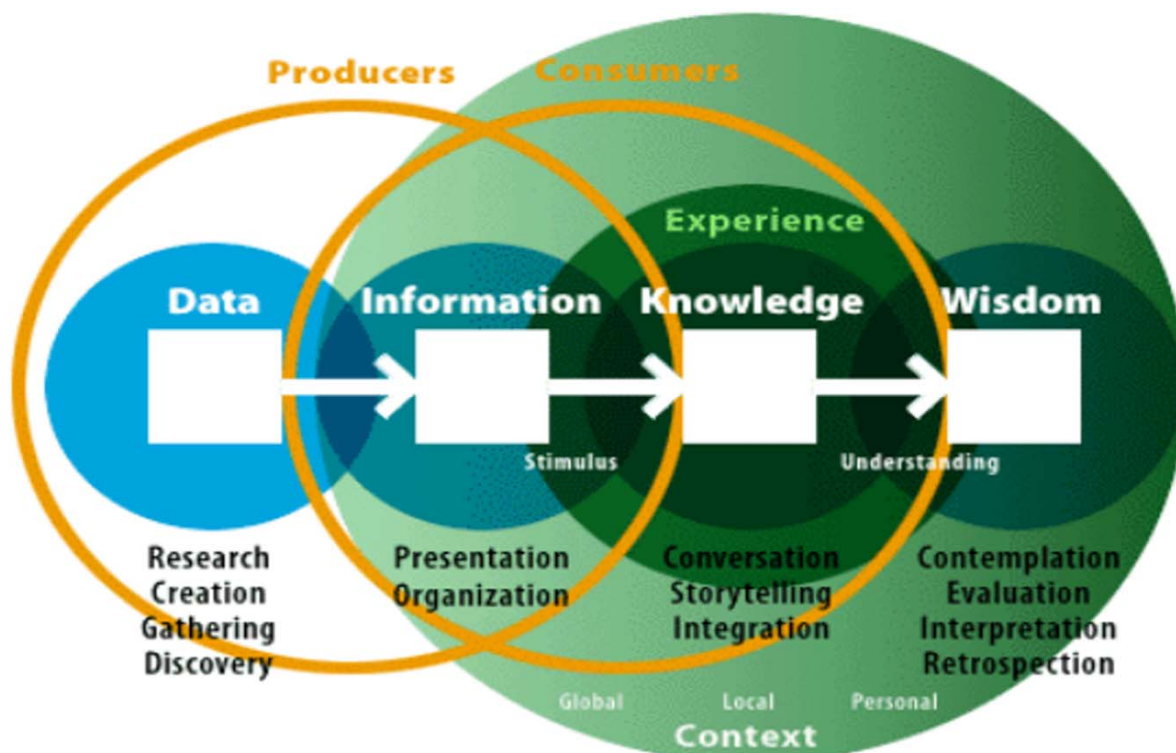 Producers
Consumers
Experience
Data
Information
Knowledge
Wisdom
Stimulus
Understanding
Research
Creation
Gathering
Discovery
Presentation
Organization
Conversation
Storytelling
Integration
Contemplation
Evaluation
Interpretation
Retrospection
Global
Local
Personal
Context